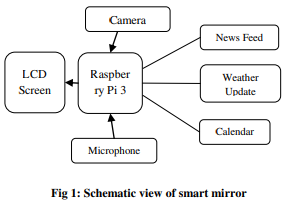 Camera
News Feed
LCD
Screen
Raspber
ry Pi 3
Weather
Update
Calendar
Microphone
Fig 1: Schematic view of smart mirror